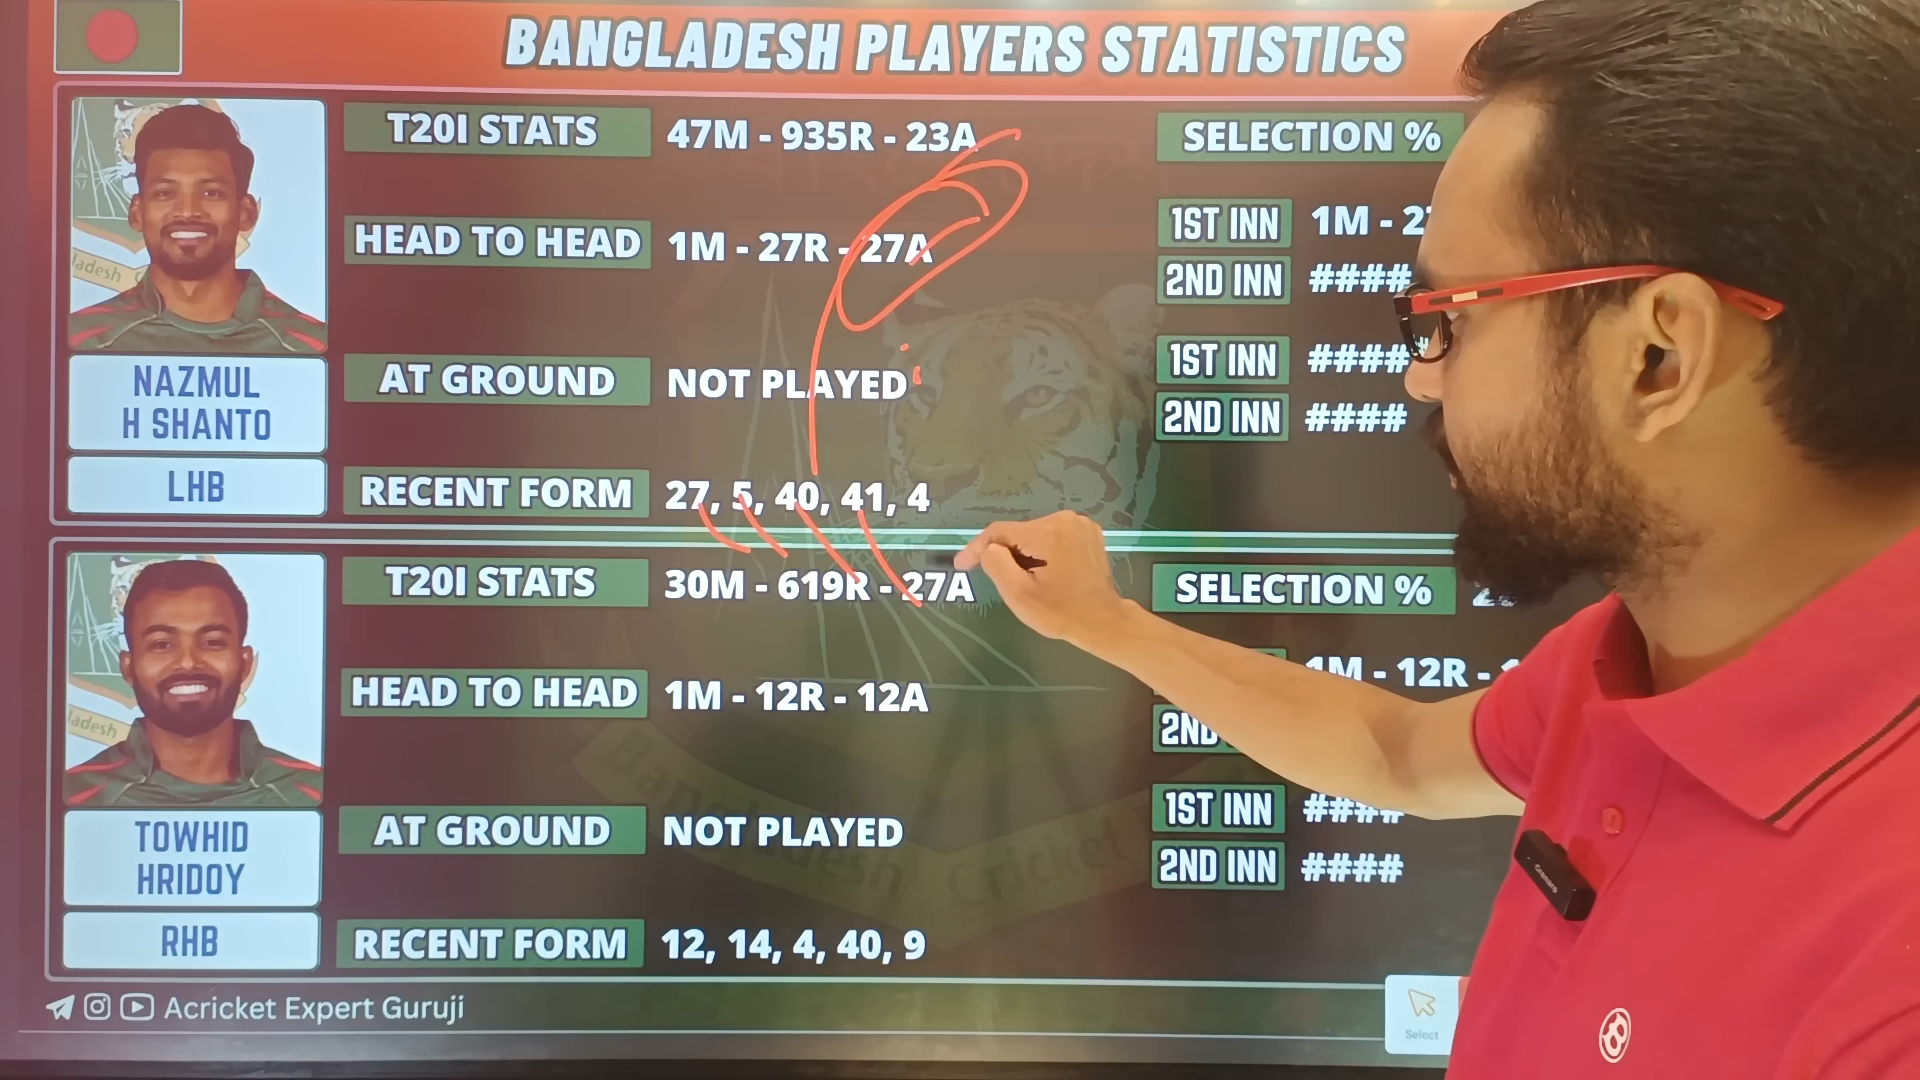 BANGLADESH PLAYERS STATISTICS
T20I STATS 47M - 935R - 23A SELECTION %
HEAD TO HEAD 1M - 27R - 27A
1ST INN 1M -
2ND INN ####
AT GROUND NOT PLAYED
1ST INN ####
2ND INN ####
NAZMUL
H SHANTO
LHB
RECENT FORM 27, 5, 40, 41, 4
T20I STATS 30M - 619R - 27A SELECTION %
HEAD TO HEAD 1M - 12R - 12A
1M - 12R -
2ND
AT GROUND NOT PLAYED
1ST INN ####
2ND INN ####
TOWHID
HRIDOY
RHB
RECENT FORM 12, 14, 4, 40, 9
Acricket Expert Guruji
Select